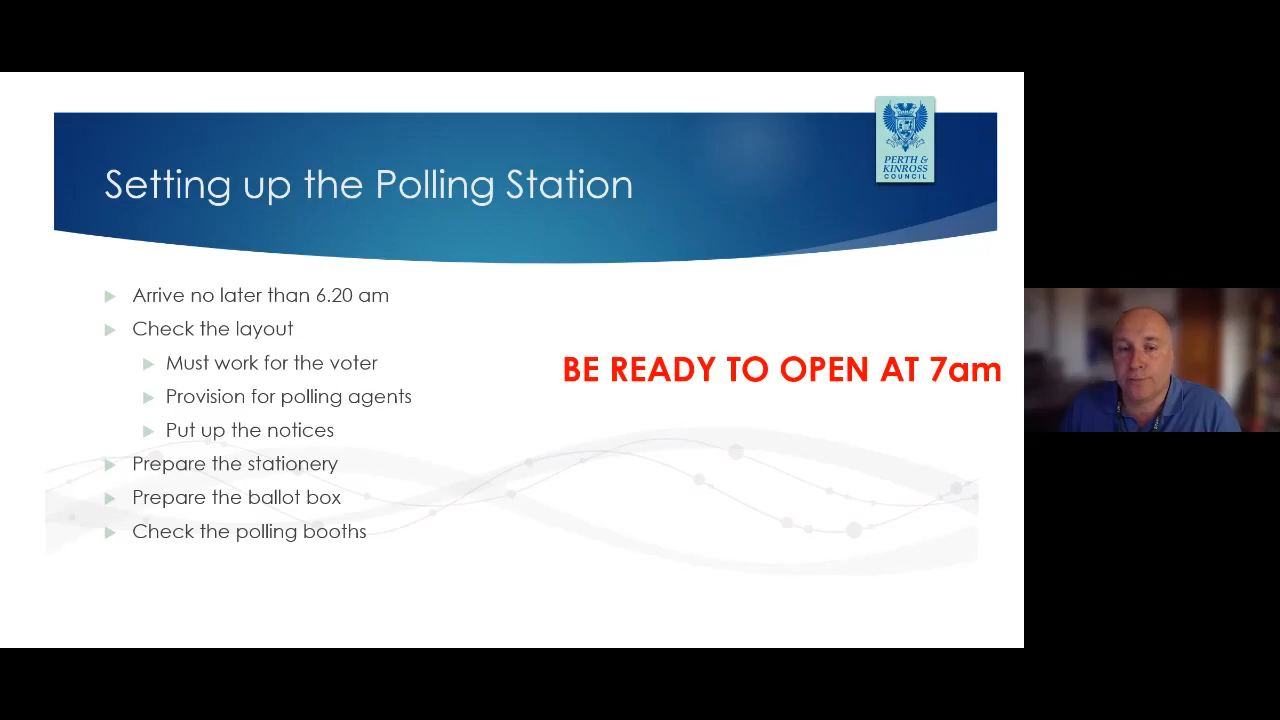 Setting up the Polling Station
PERTH &
KINROSS
COUNCIL
Arrive no later than 6.20 am
Check the layout
Must work for the voter
Provision for polling agents
Put up the notices
Prepare the stationery
Prepare the ballot box
Check the polling booths
BE READY TO OPEN AT 7am